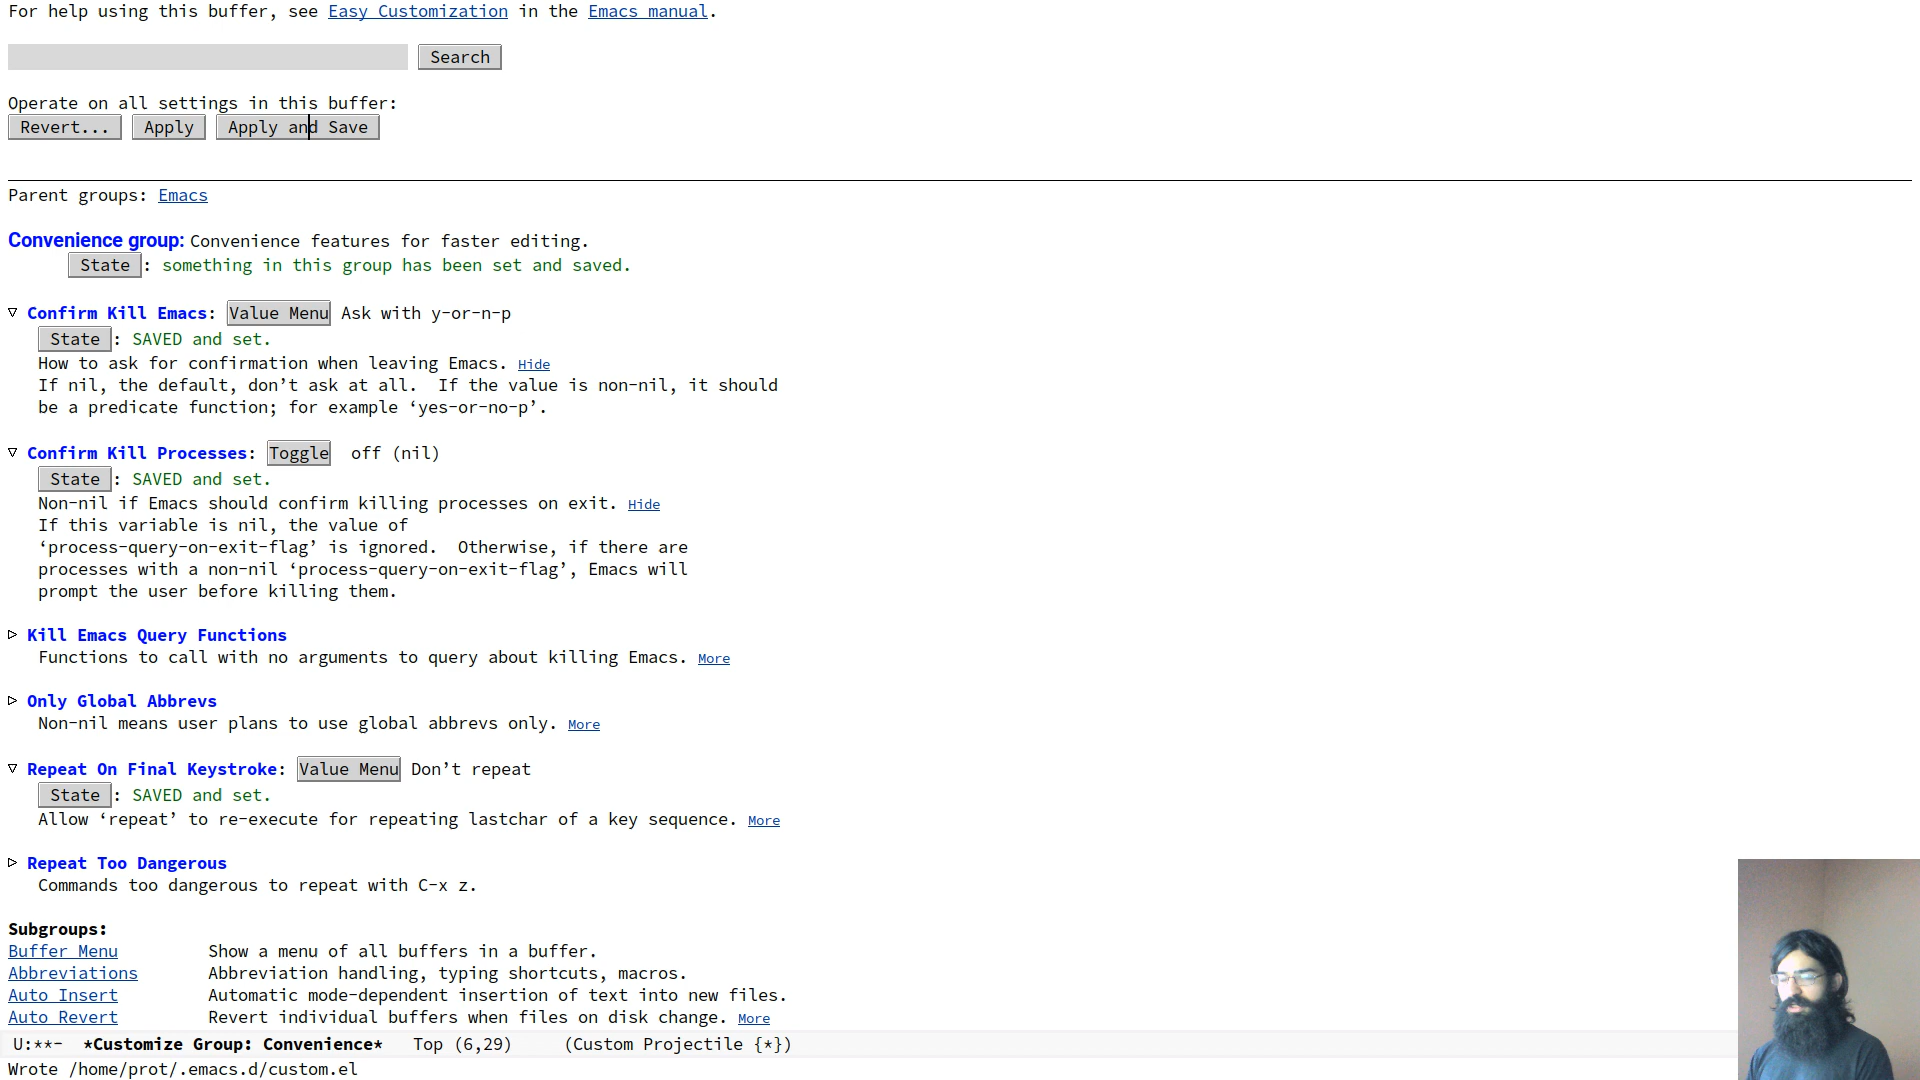 For help using this buffer, see Easy Customization in the Emacs manual.
Search
Operate on all settings in this buffer:
Revert... Apply Apply and Save
Parent groups: Emacs
Convenience group: Convenience features for faster editing.
State : something in this group has been set and saved.
▽ Confirm Kill Emacs: Value Menu Ask with y-or-n-p
State : SAVED and set.
How to ask for confirmation when leaving Emacs. Hide
If nil, the default, don’t ask at all.  If the value is non-nil, it should
be a predicate function; for example ‘yes-or-no-p’.
▽ Confirm Kill Processes: Toggle  off (nil)
State : SAVED and set.
Non-nil if Emacs should confirm killing processes on exit. Hide
If this variable is nil, the value of
‘process-query-on-exit-flag’ is ignored.  Otherwise, if there are
processes with a non-nil ‘process-query-on-exit-flag’, Emacs will
prompt the user before killing them.
▷ Kill Emacs Query Functions
Functions to call with no arguments to query about killing Emacs. More
▷ Only Global Abbrevs
Non-nil means user plans to use global abbrevs only. More
▽ Repeat On Final Keystroke: Value Menu Don’t repeat
State : SAVED and set.
Allow ‘repeat’ to re-execute for repeating lastchar of a key sequence. More
▷ Repeat Too Dangerous
Commands too dangerous to repeat with C-x z.
Subgroups:
Buffer Menu Show a menu of all buffers in a buffer.
Abbreviations Abbreviation handling, typing shortcuts, macros.
Auto Insert Automatic mode-dependent insertion of text into new files.
Auto Revert Revert individual buffers when files on disk change. More
U:**-  *Customize Group: Convenience*   Top (6,29)     (Custom Projectile {*})
Wrote /home/prot/.emacs.d/custom.el